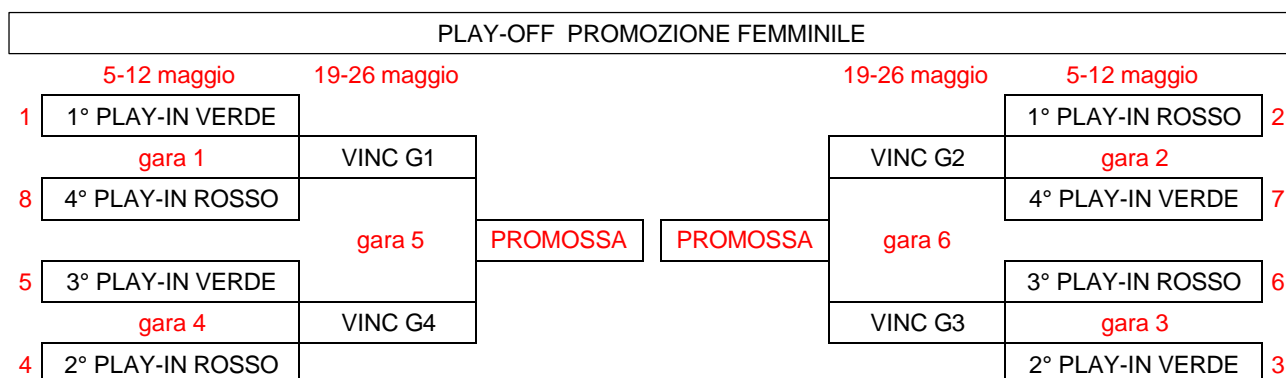 PLAY-OFF PROMOZIONE FEMMINILE
5-12 maggio 19-26 maggio 19-26 maggio 5-12 maggio
1 1° PLAY-IN VERDE 1° PLAY-IN ROSSO 2
gara 1 VINC G1 VINC G2 gara 2
8 4° PLAY-IN ROSSO 4° PLAY-IN VERDE 7
gara 5 PROMOSSA PROMOSSA gara 6
5 3° PLAY-IN VERDE 3° PLAY-IN ROSSO 6
gara 4 VINC G4 VINC G3 gara 3
4 2° PLAY-IN ROSSO 2° PLAY-IN VERDE 3